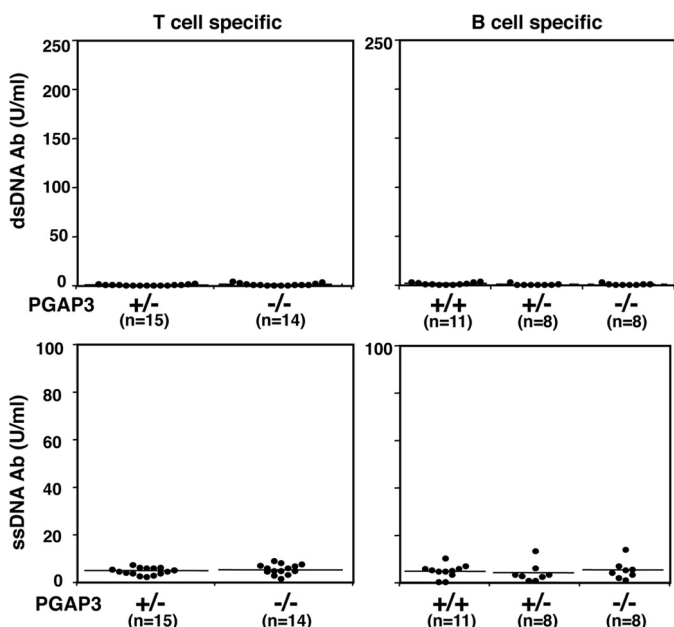 T cell specific
B cell specific
dsDNA Ab (U/ml)
250
200
150
100
50
0
250
PGAP3
+/-
-/-
+/+
+/-
-/-
(n=15)
(n=14)
(n=11)
(n=8)
(n=8)
ssDNA Ab (U/ml)
100
80
60
40
20
0
100
PGAP3
+/-
-/-
+/+
+/-
-/-
(n=15)
(n=14)
(n=11)
(n=8)
(n=8)